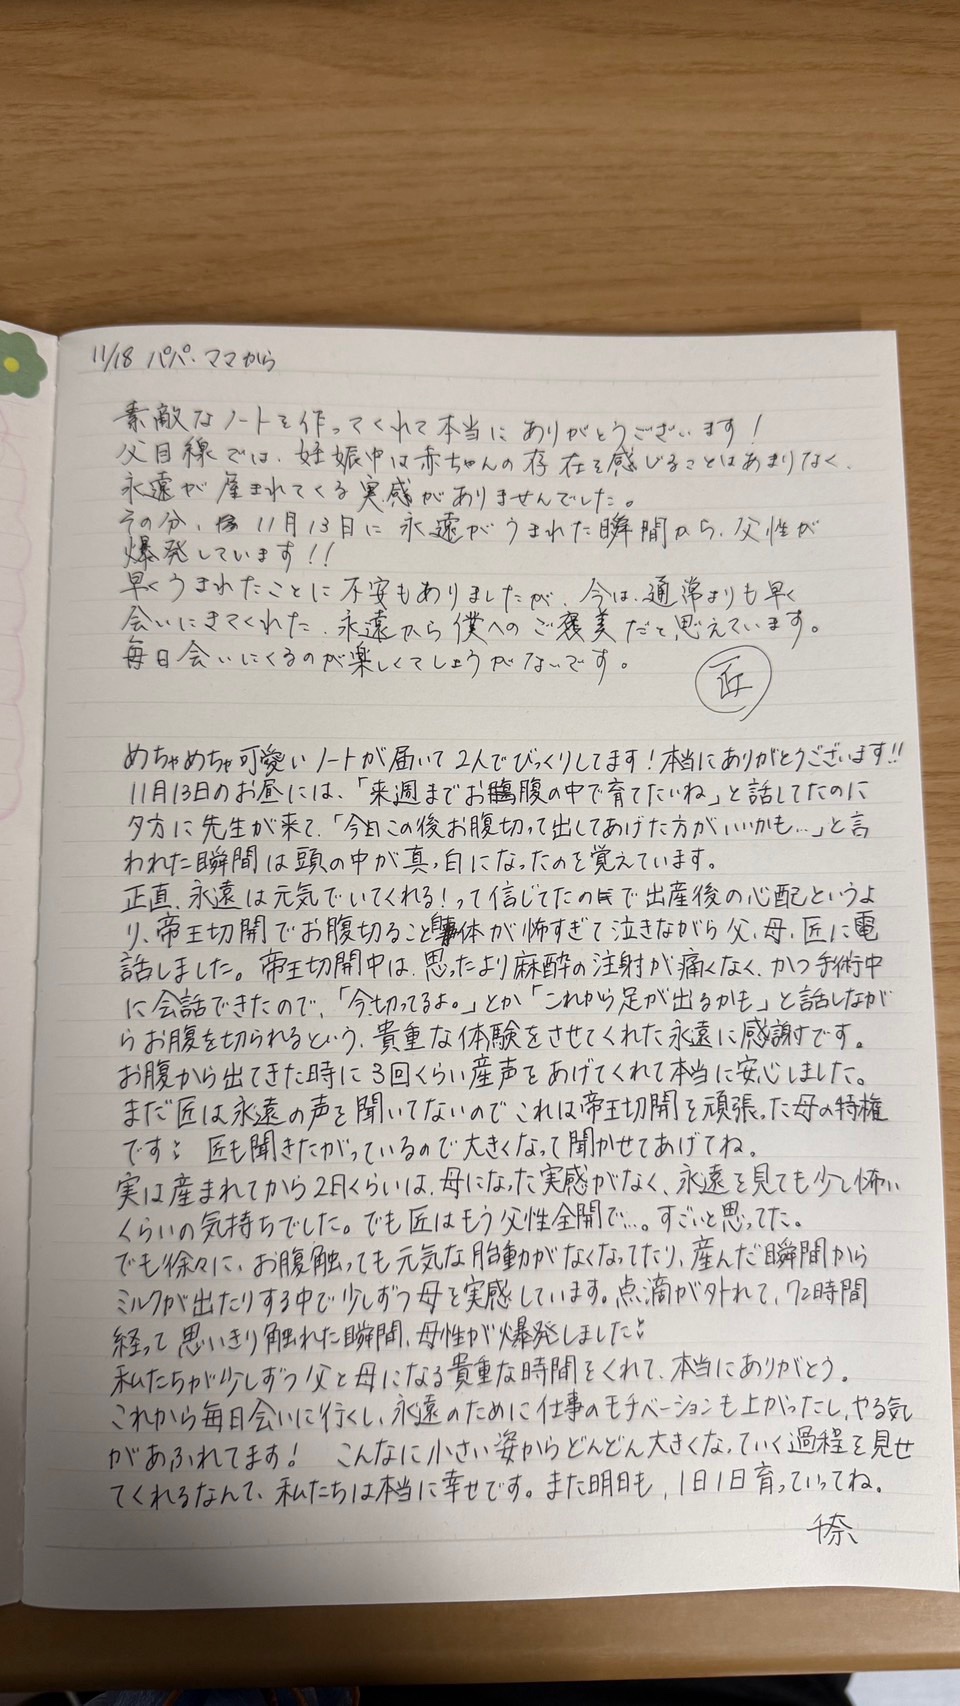 11/18 パパ・ママから
素敵なノートを作ってくれて本当にありがとうございます!
父目線では、妊娠中は赤ちゃんの存在を感じることはあまりなく、
永遠が産まれてくる実感がありませんでした。
その分、11月13日に永遠がうまれた瞬間から、父性が
爆発しています!!
早くうまれたことに不安もありましたが、今は、通常よりも早く
会いにきてくれた、永遠から僕へのご褒美だと思えています。
毎日会いにくるのが楽しくてしょうがないです。
匠
めちゃめちゃ可愛いノートが届いて2人でびっくりしてます!本当にありがとうございます!!
11月13日のお昼には、「来週までお腹の中で育てたいね」と話してたのに
夕方に先生が来て、「今日この後お腹切って出してあげた方がいいかも…」と言
われた瞬間は頭の中が真っ白になったのを覚えています。
正直、永遠は元気でいてくれる!って信じてたので出産後の心配というよ
り、帝王切開でお腹切ること自体が怖すぎて泣きながら父、母、匠に電
話しました。帝王切開中は、思ったより麻酔の注射が痛くなく、かつ手術中
に会話できたので、「今切ってるよ。」とか「これから足が出るかも」と話しなが
らお腹を切られるという、貴重な体験をさせてくれた永遠に感謝です。
お腹から出てきた時に3回くらい産声をあげてくれて本当に安心しました。
まだ匠は永遠の声を聞いてないのでこれは帝王切開を頑張った母の特権
です 匠も聞きたがっているので大きくなって聞かせてあげてね。
実は産まれてから2日くらいは、母になった実感がなく、永遠を見ても少し怖い
くらいの気持ちでした。でも匠はもう父性全開で…。すごいと思ってた。
でも徐々に、お腹触っても元気な胎動がなくなってたり、産んだ瞬間から
ミルクが出たりする中で少しずつ母を実感しています。点滴が外れて、72時間
経って思いきり触れた瞬間、母性が爆発しました
私たちが少しずつ父と母になる貴重な時間をくれて、本当にありがとう。
これから毎日会いに行くし、永遠のために仕事のモチベーションも上がったし、やる気
があふれてます! こんなに小さい姿からどんどん大きくなっていく過程を見せ
てくれるなんて、私たちは本当に幸せです。また明日も、1日1日育っていってね。
千奈